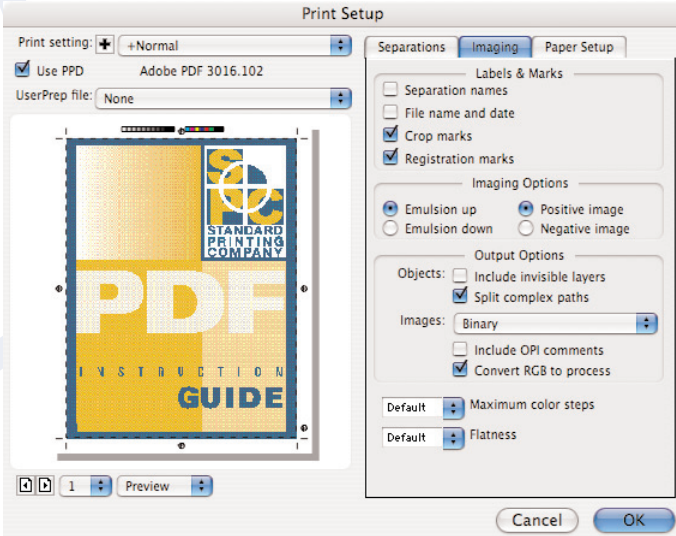 Print Setup
Print setting: +Normal
Use PPD Adobe PDF 3016.102
UserPrep file: None
S
PC
STANDARD
PRINTING
COMPANY
PDF
INSTRUCTION
GUIDE
1 Preview
Separations Imaging Paper Setup
Labels & Marks
Separation names
File name and date
Crop marks
Registration marks
Imaging Options
Emulsion up Positive image
Emulsion down Negative image
Output Options
Objects: Include invisible layers
Split complex paths
Images: Binary
Include OPI comments
Convert RGB to process
Default Maximum color steps
Default Flatness
Cancel OK